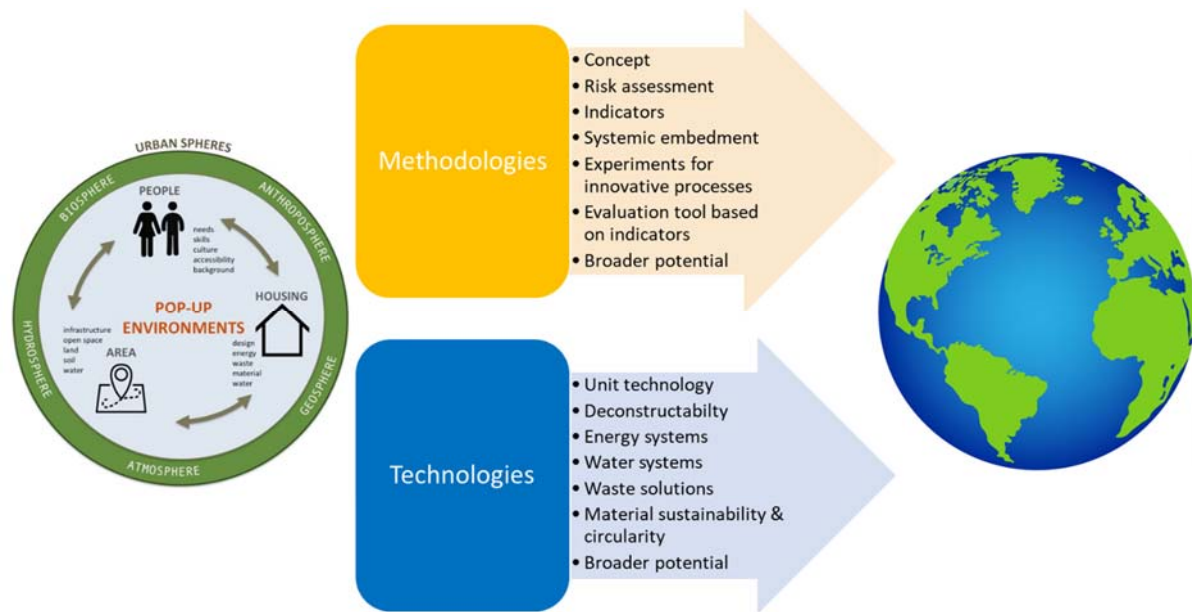 URBAN SPHERES
BIOSPHERE
ANTHROPOSPHERE
HYDROSPHERE
GEOSPHERE
ATMOSPHERE
PEOPLE
needs
skills
culture
accessibility
background
HOUSING
POP-UP
ENVIRONMENTS
infrastructure
open space
land
soil
water
AREA
design
energy
waste
material
water
Methodologies
• Concept
• Risk assessment
• Indicators
• Systemic embedment
• Experiments for
innovative processes
• Evaluation tool based
on indicators
• Broader potential
Technologies
• Unit technology
• Deconstructabilty
• Energy systems
• Water systems
• Waste solutions
• Material sustainability &
circularity
• Broader potential